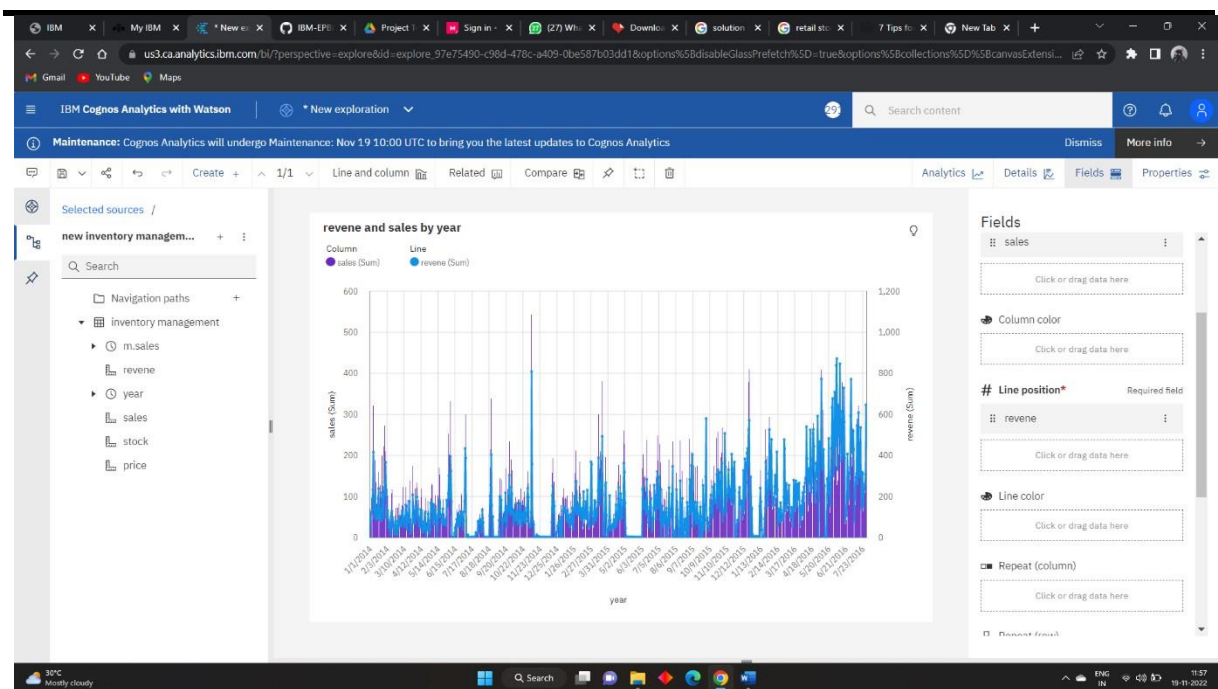 IBM
My IBM
* New ex
IBM-EPB
Project T
Sign in -
(27) Wha
Downloa
solution
retail sto
7 Tips fo
New Tab
us3.ca.analytics.ibm.com/bi/?perspective=explore&id=explore_97e75490-c98d-478c-a409-0be587b03dd1&options%5BdisableGlassPrefetch%5D=true&options%5Bcollections%5D%5BcanvasExtensi...
Gmail YouTube Maps
IBM Cognos Analytics with Watson * New exploration Search content
Maintenance: Cognos Analytics will undergo Maintenance: Nov 19 10:00 UTC to bring you the latest updates to Cognos Analytics Dismiss More info
Create + 1/1 Line and column Related Compare Analytics Details Fields Properties
Selected sources /
new inventory managem...
Search
Navigation paths
inventory management
m.sales
revene
year
sales
stock
price
revene and sales by year
Column Line
sales (Sum) revene (Sum)
600 1,200
500 1,000
400 800
300 600
200 400
100 200
0 0
sales (Sum)
revene (Sum)
1/1/2014 2/3/2014 3/10/2014 4/12/2014 5/14/2014 6/15/2014 7/17/2014 8/18/2014 9/20/2014 10/22/2014 11/23/2014 12/25/2014 1/26/2015 2/27/2015 3/31/2015 5/2/2015 6/3/2015 7/5/2015 8/6/2015 9/7/2015 10/9/2015 11/10/2015 12/12/2015 1/13/2016 2/14/2016 3/17/2016 4/18/2016 5/20/2016 6/21/2016 7/23/2016
year
Fields
sales
Click or drag data here
Column color
Click or drag data here
# Line position* Required field
revene
Click or drag data here
Line color
Click or drag data here
Repeat (column)
Click or drag data here
Repeat (row)
30°C
Mostly cloudy
Search
ENG
IN
11:57
19-11-2022